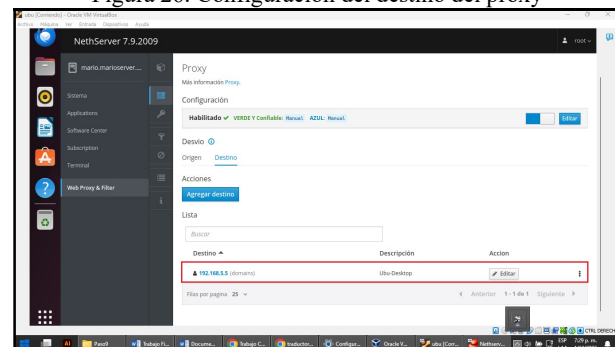 Figura 20. Configuración del destino del proxy
ubu [Corriendo] - Oracle VM VirtualBox
Archivo Máquina Ver Entrada Dispositivos Ayuda
NethServer 7.9.2009
root
mario.marioserver....
Sistema
Applications
Software Center
Subscription
Terminal
Web Proxy & Filter
Proxy
Más información Proxy.
Configuración
Habilitado VERDE Y Confiable: Manual AZUL: Manual
Editar
Desvio
Origen Destino
Acciones
Agregar destino
Lista
Buscar
Destino Descripción Accion
192.168.5.5 (domains) Ubu-Desktop Editar
Filas por pagina 25 Anterior 1 - 1 de 1 Siguiente
CTRL DERECHA
Paso9 Trabajo Fi... Docume... Trabajo C... traductor... Configur... Oracle V... ubu [Corr... Nethserv... ESP 7:29 p. m.